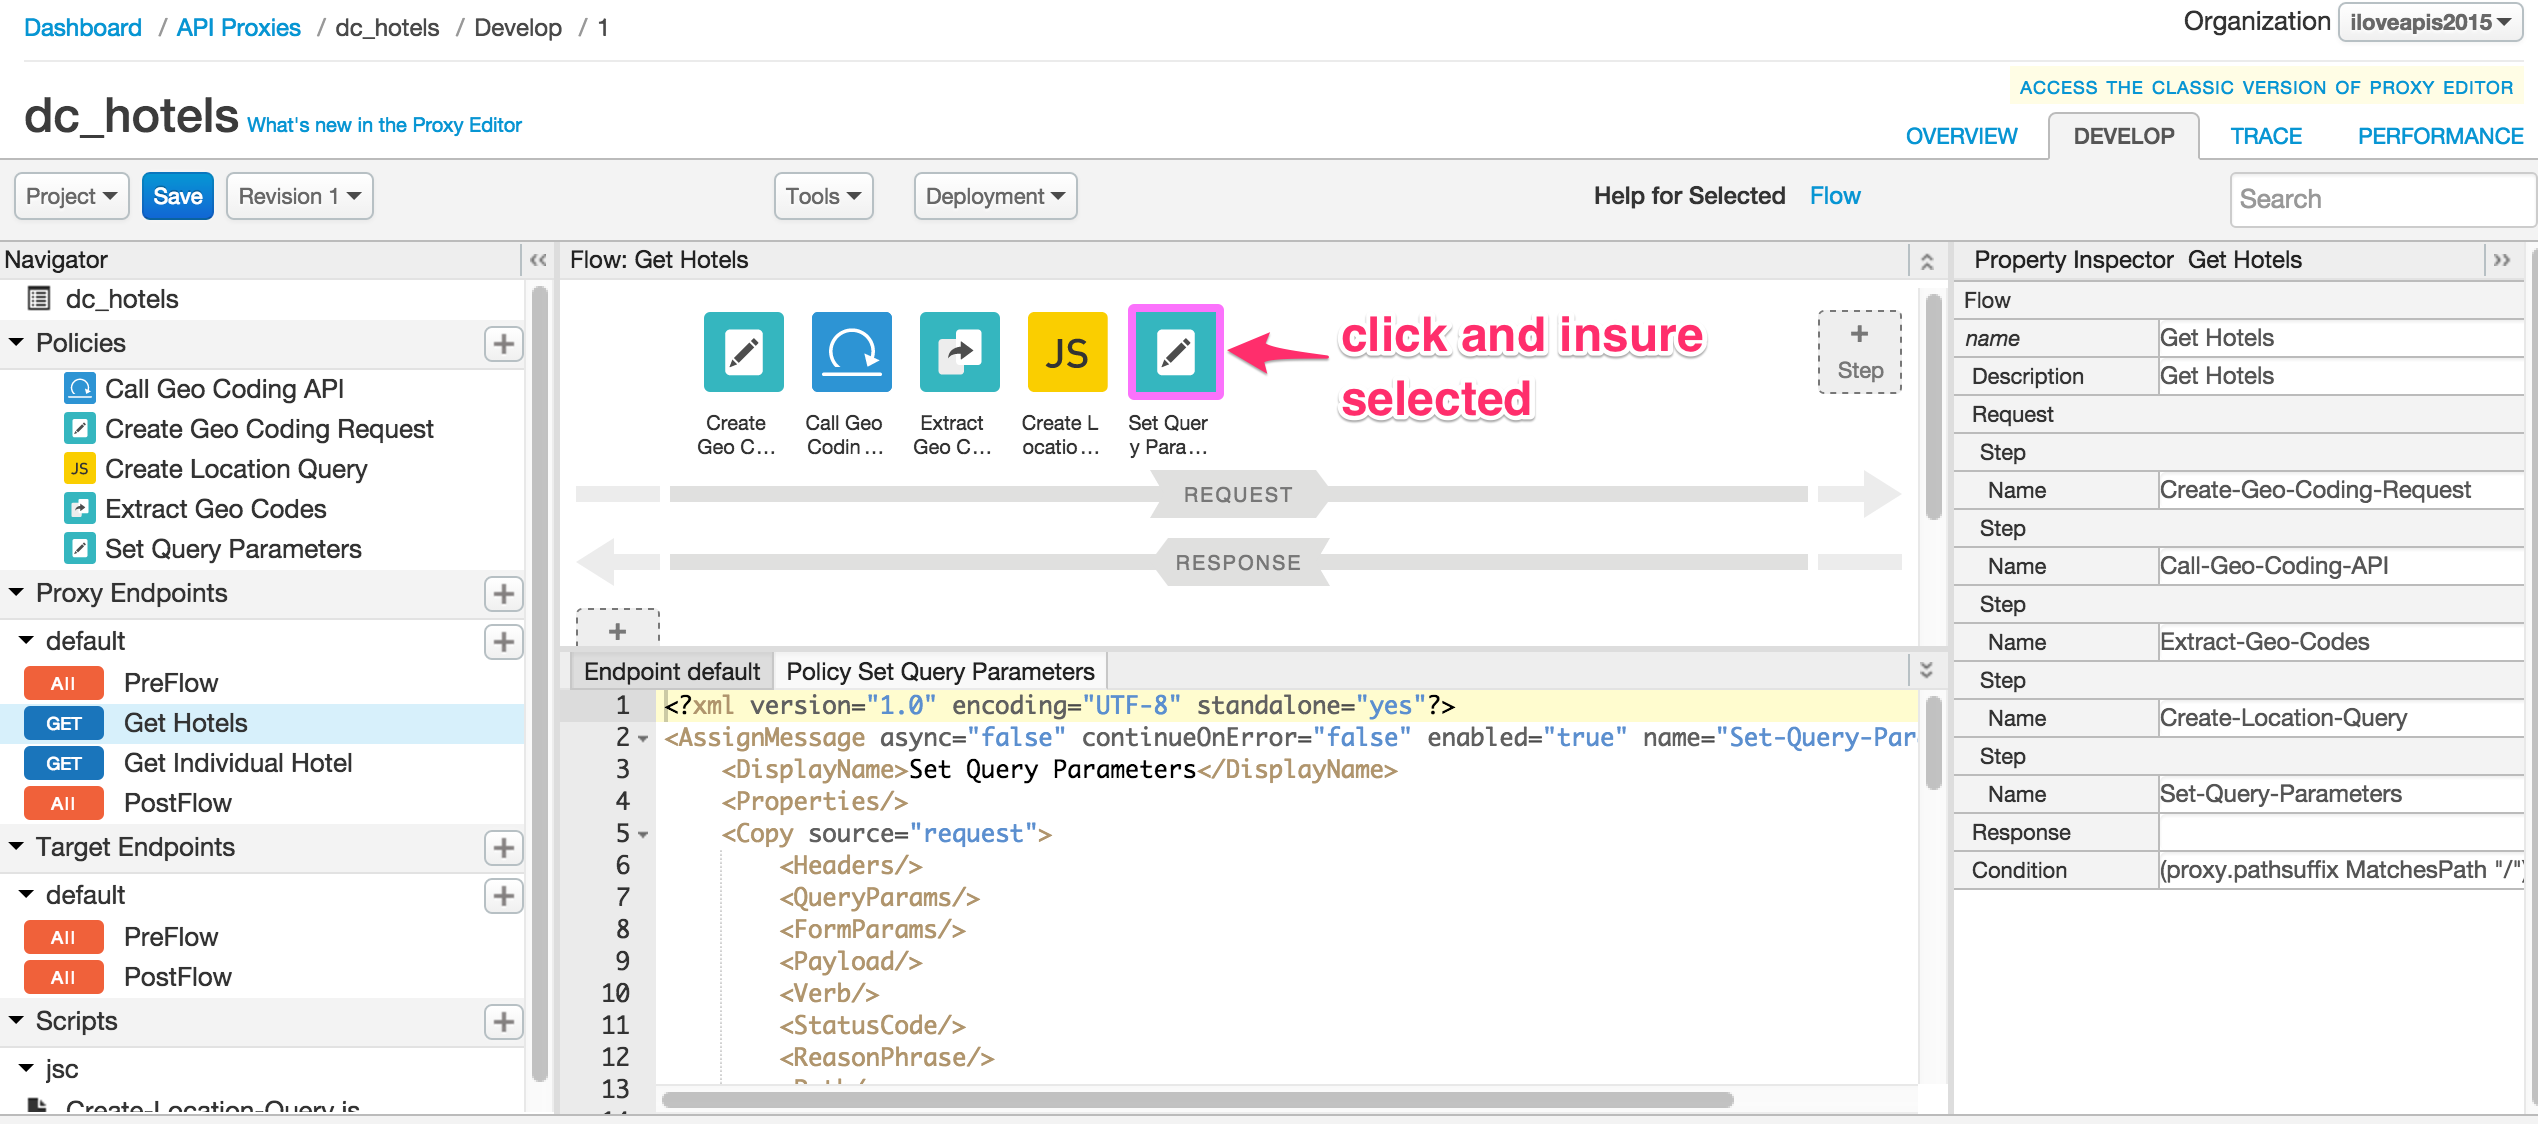 Dashboard / API Proxies / dc_hotels / Develop / 1
Organization iloveapis2015
ACCESS THE CLASSIC VERSION OF PROXY EDITOR
dc_hotels What's new in the Proxy Editor
OVERVIEW DEVELOP TRACE PERFORMANCE
Project Save Revision 1 Tools Deployment Help for Selected Flow Search
Navigator
dc_hotels
Policies
Call Geo Coding API
Create Geo Coding Request
JS Create Location Query
Extract Geo Codes
Set Query Parameters
Proxy Endpoints
default
All PreFlow
GET Get Hotels
GET Get Individual Hotel
All PostFlow
Target Endpoints
default
All PreFlow
All PostFlow
Scripts
jsc
Create-Location-Query.js
Flow: Get Hotels
JS
click and insure
selected
+
Step
Create
Geo C...
Call Geo
Codin ...
Extract
Geo C...
Create L
ocatio ...
Set Quer
y Para...
REQUEST
RESPONSE
+
Endpoint default Policy Set Query Parameters
1 <?xml version="1.0" encoding="UTF-8" standalone="yes"?>
2 <AssignMessage async="false" continueOnError="false" enabled="true" name="Set-Query-Par
3 <DisplayName>Set Query Parameters</DisplayName>
4 <Properties/>
5 <Copy source="request">
6 <Headers/>
7 <QueryParams/>
8 <FormParams/>
9 <Payload/>
10 <Verb/>
11 <StatusCode/>
12 <ReasonPhrase/>
13
Property Inspector Get Hotels
Flow
name Get Hotels
Description Get Hotels
Request
Step
Name Create-Geo-Coding-Request
Step
Name Call-Geo-Coding-API
Step
Name Extract-Geo-Codes
Step
Name Create-Location-Query
Step
Name Set-Query-Parameters
Response
Condition (proxy.pathsuffix MatchesPath "/")